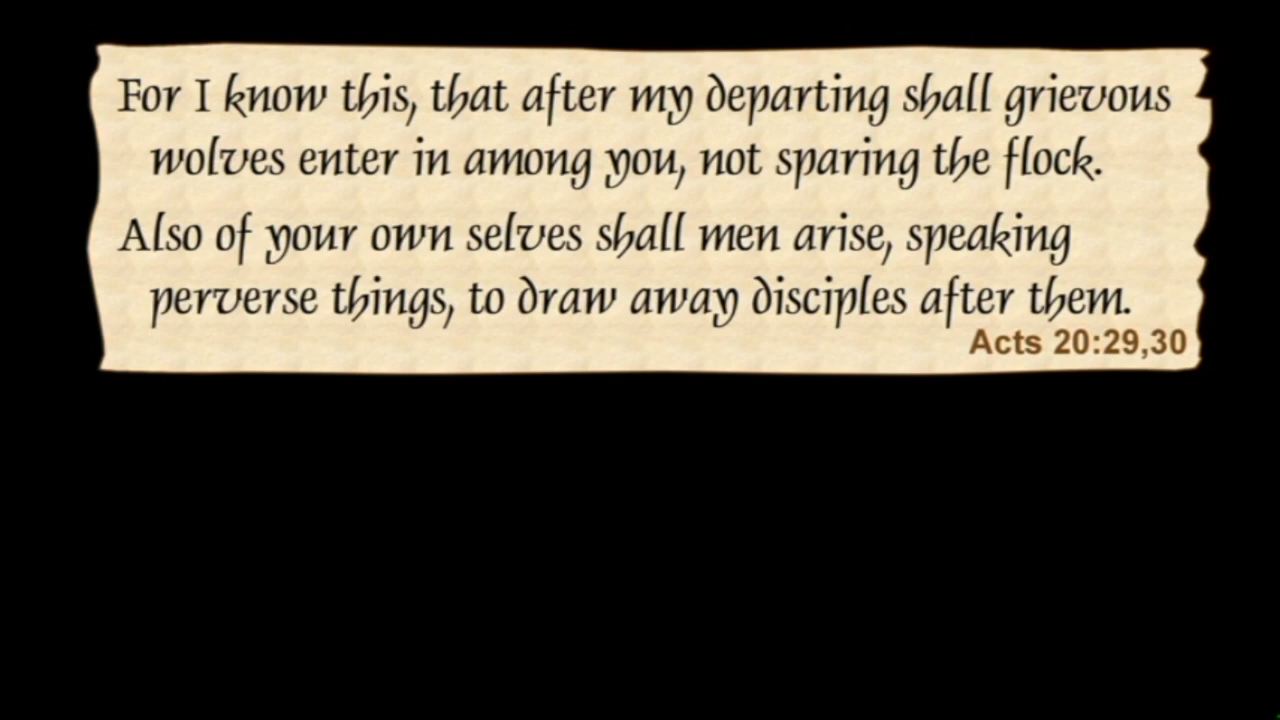 For I know this, that after my departing shall grievous
wolves enter in among you, not sparing the flock.
Also of your own selves shall men arise, speaking
perverse things, to draw away disciples after them.
Acts 20:29,30